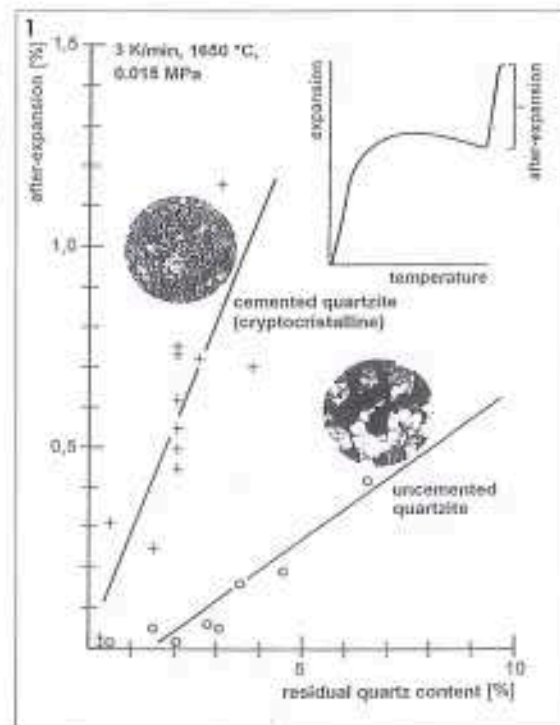 1
1,5
3 K/min, 1650 °C,
0.015 MPa
after-expansion [%]
expansion
after-expansion
temperature
1,0
cemented quartzite
(cryptocristalline)
0,5
uncemented
quartzite
5
10
residual quartz content [%]